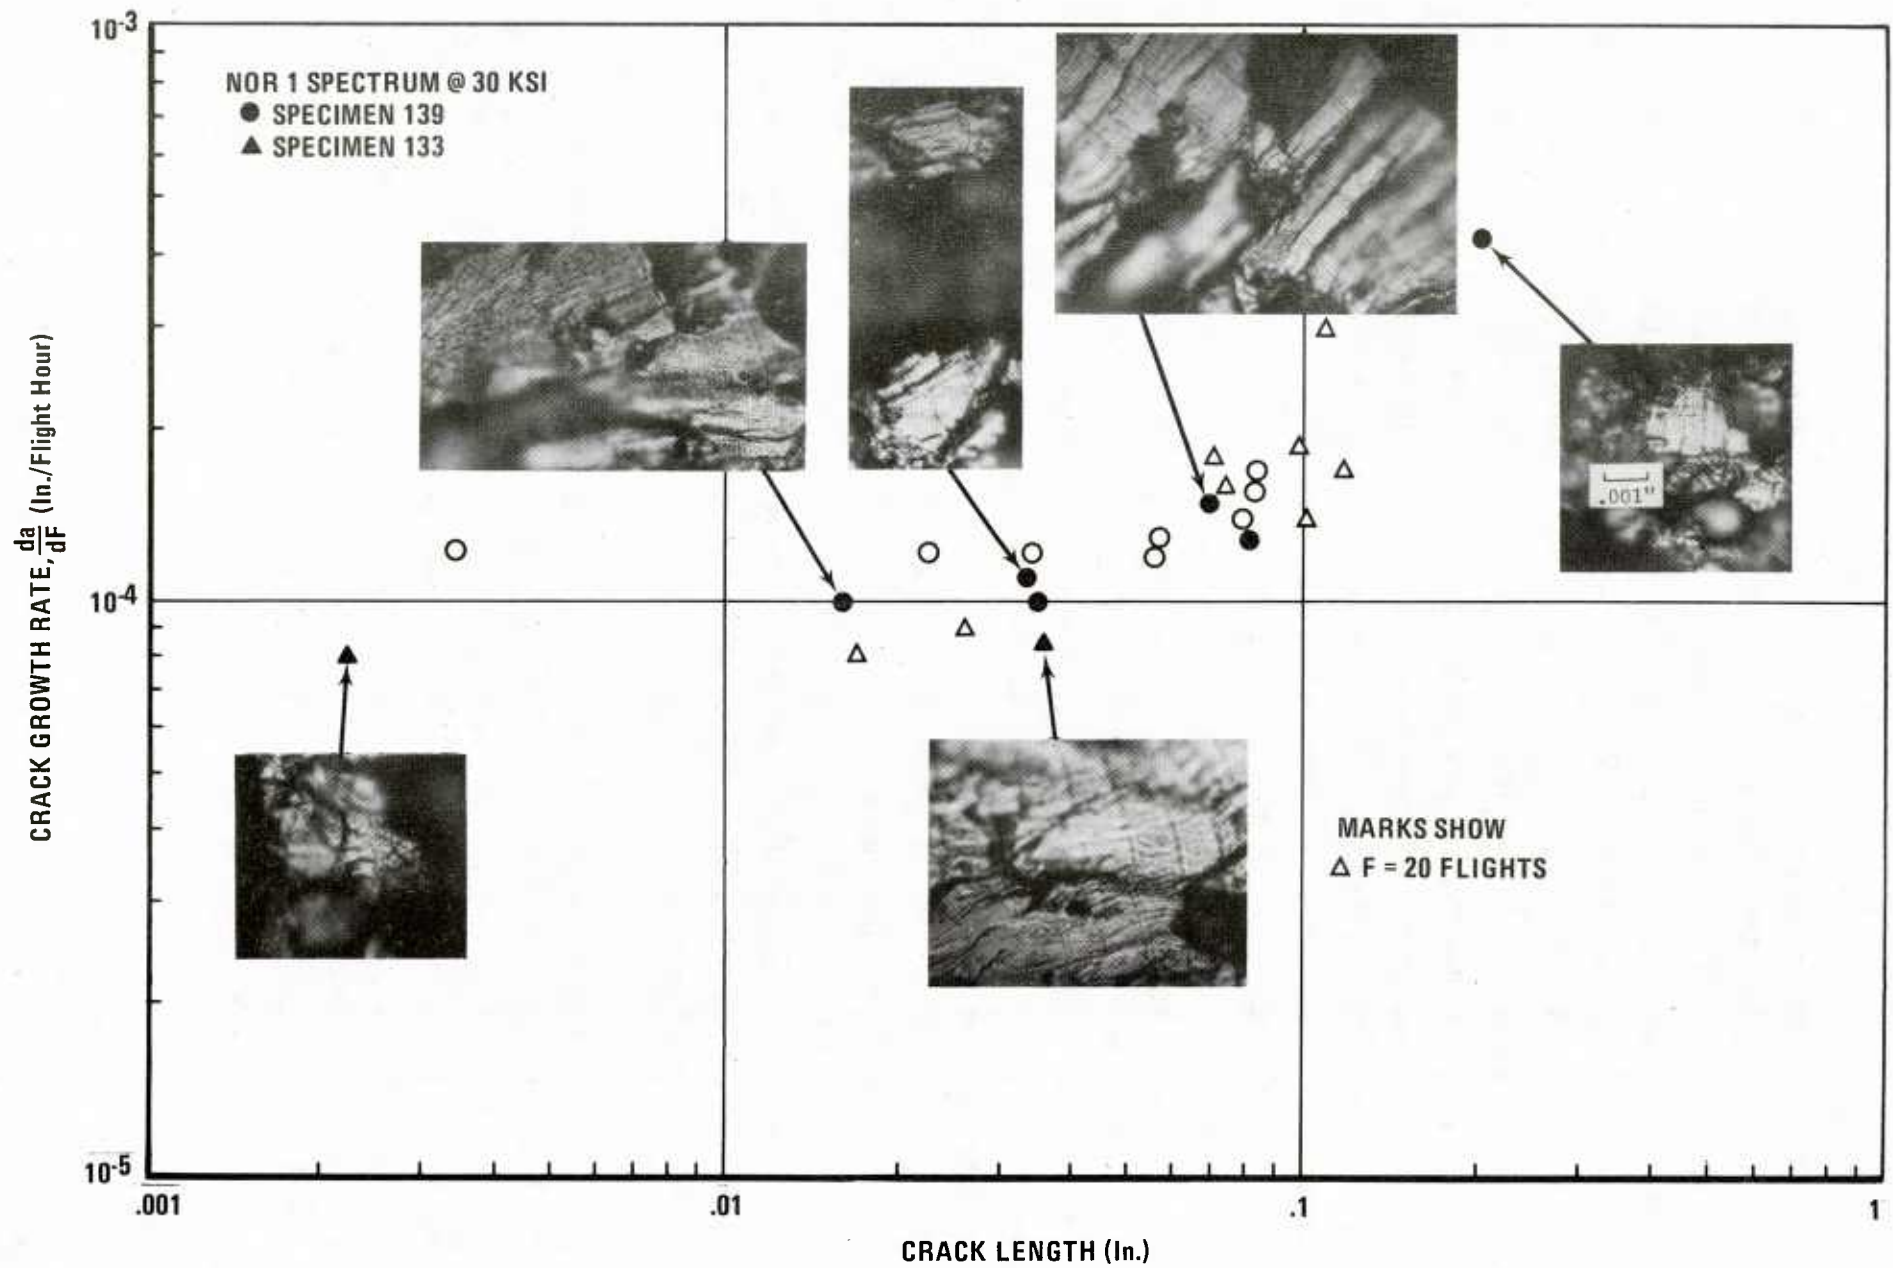 10-3
NOR 1 SPECTRUM @ 30 KSI
● SPECIMEN 139
▲ SPECIMEN 133
.001"
CRACK GROWTH RATE, da/dF (In./Flight Hour)
10-4
MARKS SHOW
△ F = 20 FLIGHTS
10-5
.001
.01
.1
1
CRACK LENGTH (In.)